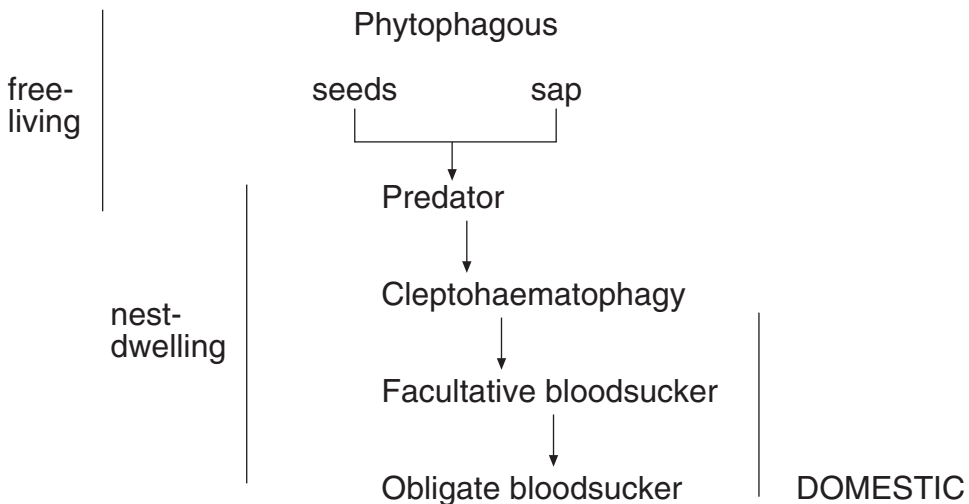 Phytophagous
free-
living
seeds sap
Predator
Cleptohaematophagy
nest-
dwelling
Facultative bloodsucker
Obligate bloodsucker DOMESTIC